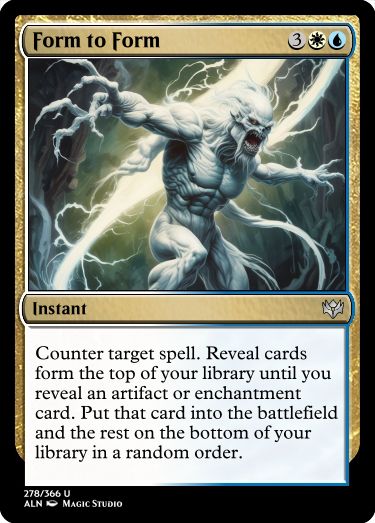 Form to Form 3
Instant
Counter target spell. Reveal cards
form the top of your library until you
reveal an artifact or enchantment
card. Put that card into the battlefield
and the rest on the bottom of your
library in a random order.
278/366 U
ALN Magic Studio